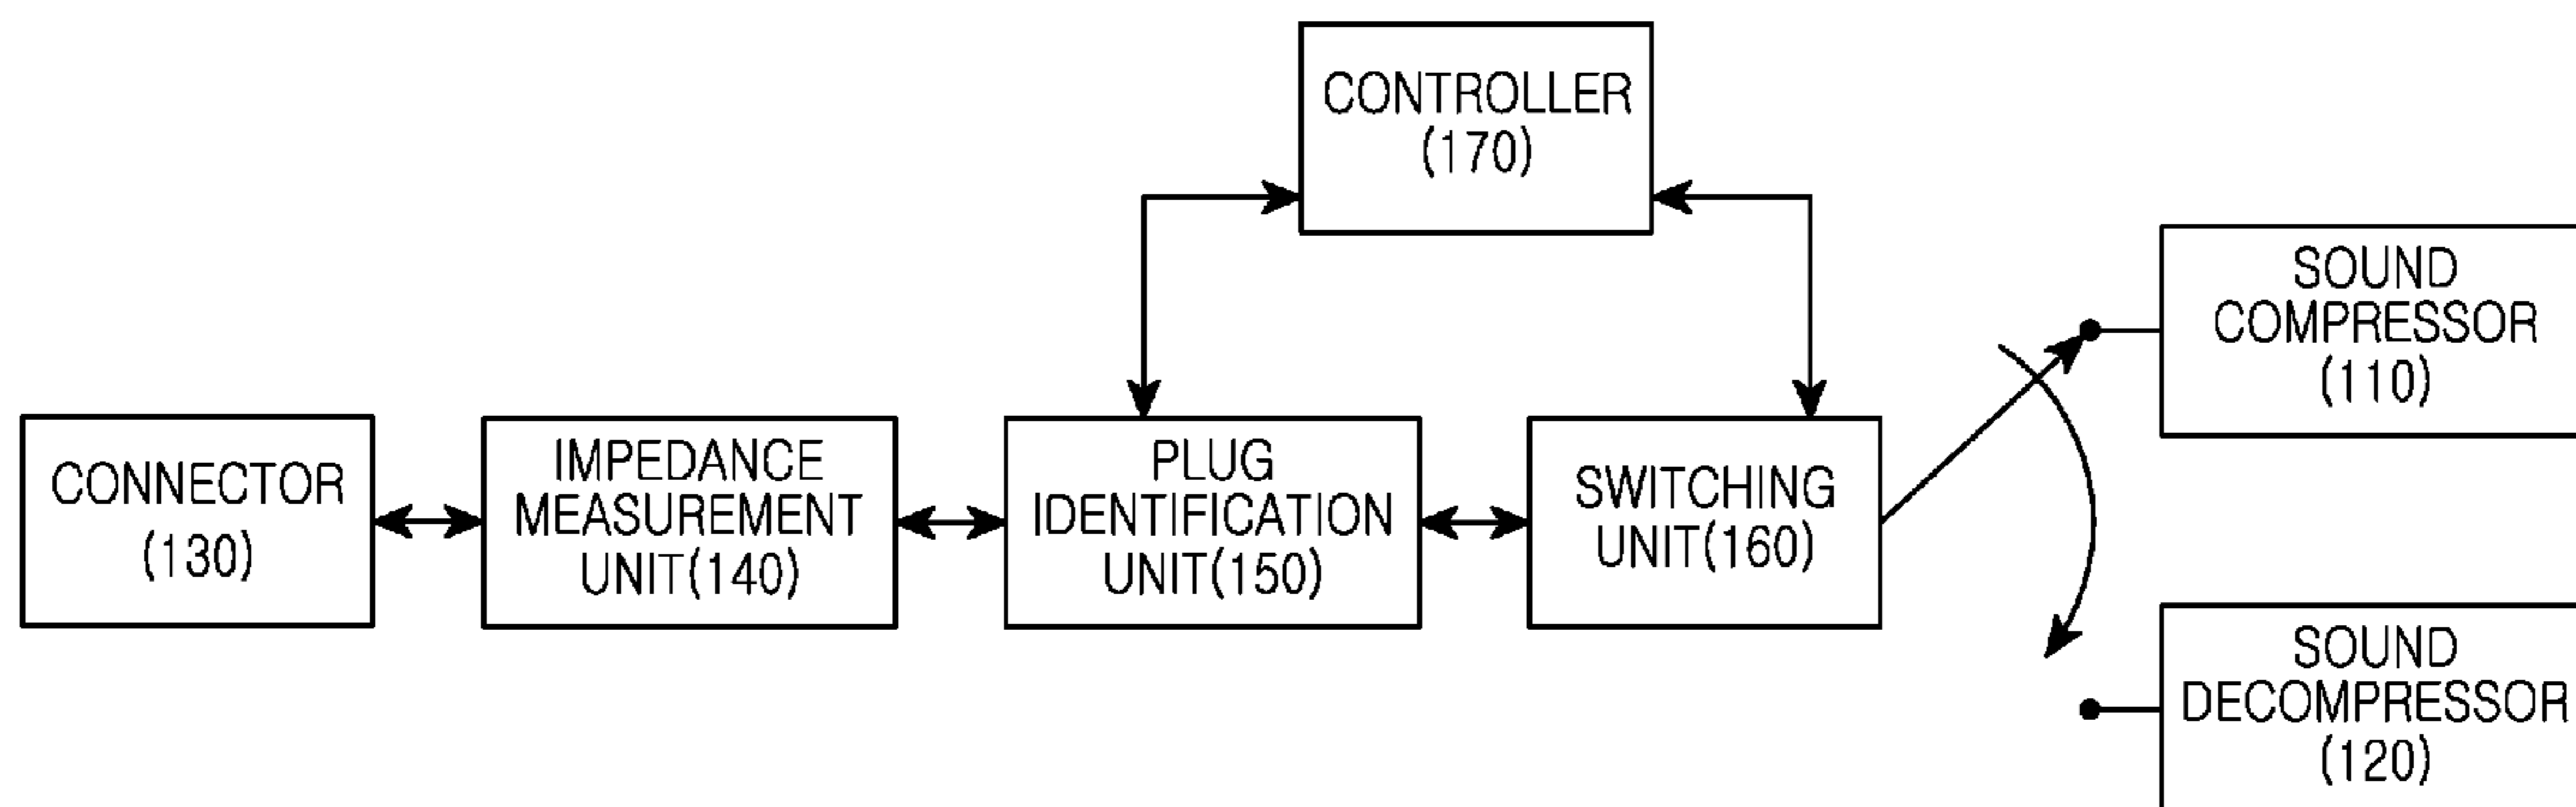 CONTROLLER
(170)
SOUND
COMPRESSOR
(110)
CONNECTOR
(130)
IMPEDANCE
MEASUREMENT
UNIT(140)
PLUG
IDENTIFICATION
UNIT(150)
SWITCHING
UNIT(160)
SOUND
DECOMPRESSOR
(120)